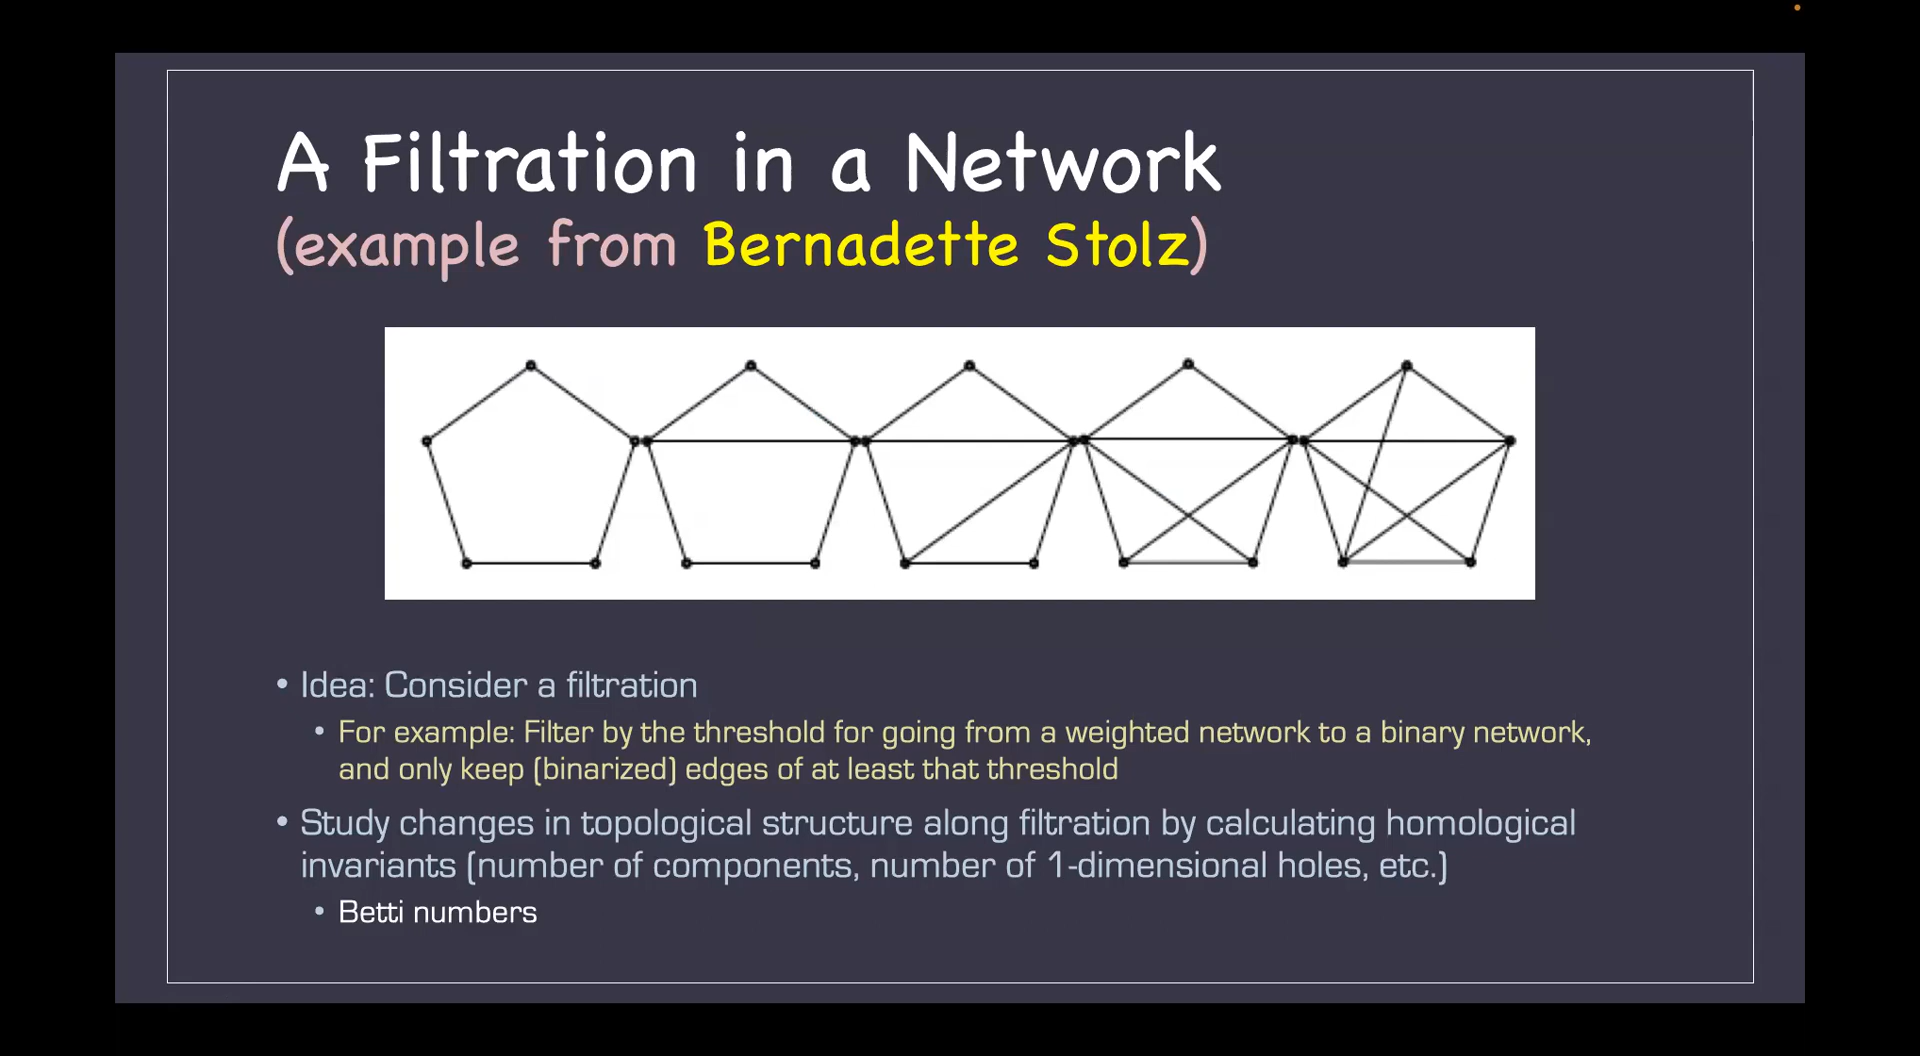 A Filtration in a Network
(example from Bernadette Stolz)
• Idea: Consider a filtration
• For example: Filter by the threshold for going from a weighted network to a binary network,
and only keep (binarized) edges of at least that threshold
• Study changes in topological structure along filtration by calculating homological
invariants (number of components, number of 1-dimensional holes, etc.)
• Betti numbers